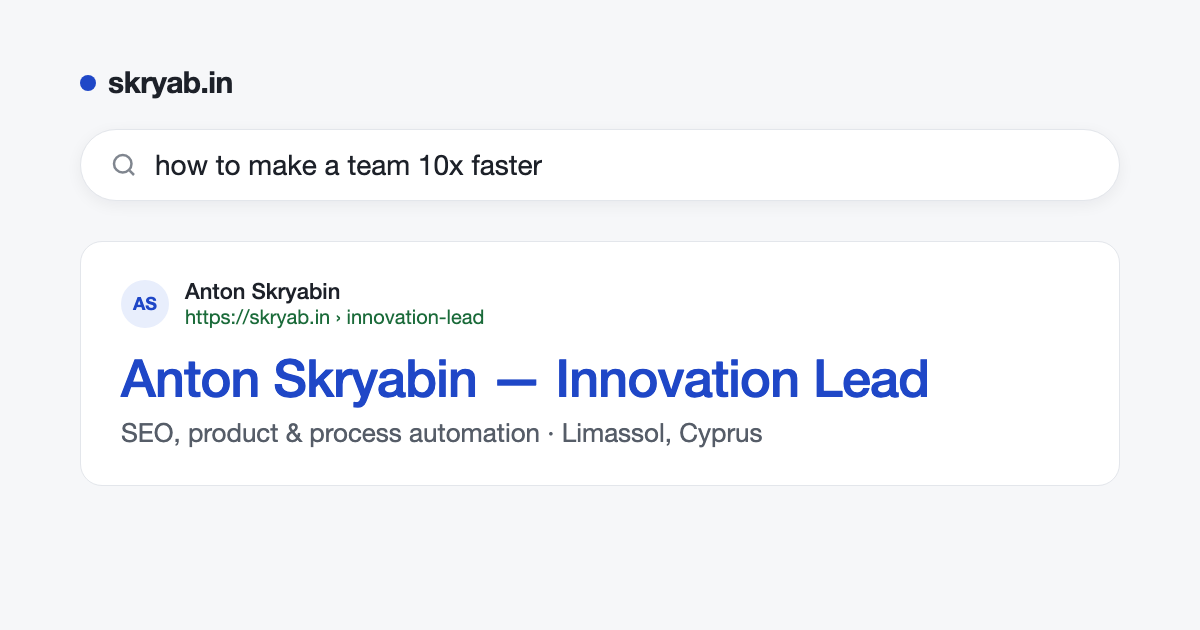 skryab.in
how to make a team 10x faster
AS
Anton Skryabin
https://skryab.in › innovation-lead
Anton Skryabin — Innovation Lead
SEO, product & process automation · Limassol, Cyprus